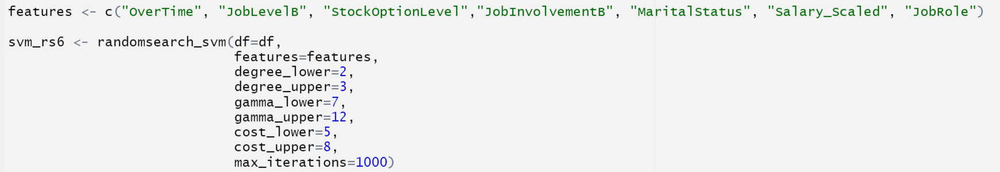 features <- c("OverTime", "JobLevelB", "StockOptionLevel","JobInvolvementB", "MaritalStatus", "Salary_Scaled", "JobRole")
svm_rs6 <- randomsearch_svm(df=df,
features=features,
degree_lower=2,
degree_upper=3,
gamma_lower=7,
gamma_upper=12,
cost_lower=5,
cost_upper=8,
max_iterations=1000)